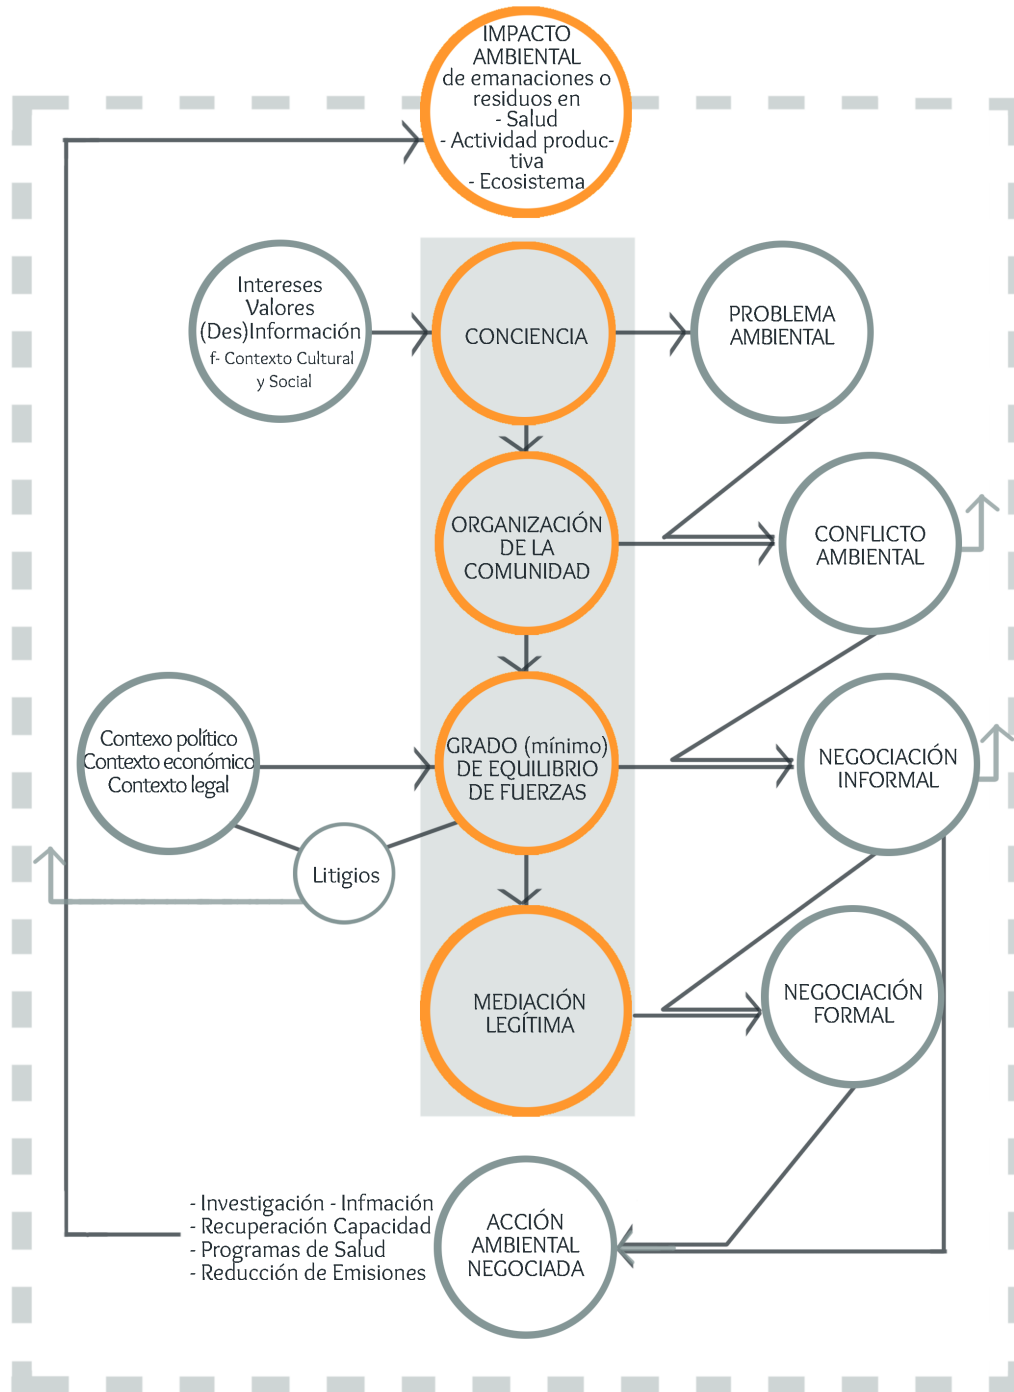 IMPACTO
AMBIENTAL
de emanaciones o
residuos en
- Salud
- Actividad produc-
tiva
- Ecosistema
Intereses
Valores
(Des)Información
f- Contexto Cultural
y Social
CONCIENCIA
PROBLEMA
AMBIENTAL
ORGANIZACIÓN
DE LA
COMUNIDAD
CONFLICTO
AMBIENTAL
Contexo político
Contexto económico
Contexto legal
GRADO (mínimo)
DE EQUILIBRIO
DE FUERZAS
NEGOCIACIÓN
INFORMAL
Litigios
MEDIACIÓN
LEGÍTIMA
NEGOCIACIÓN
FORMAL
- Investigación - Infmación
- Recuperación Capacidad
- Programas de Salud
- Reducción de Emisiones
ACCIÓN
AMBIENTAL
NEGOCIADA